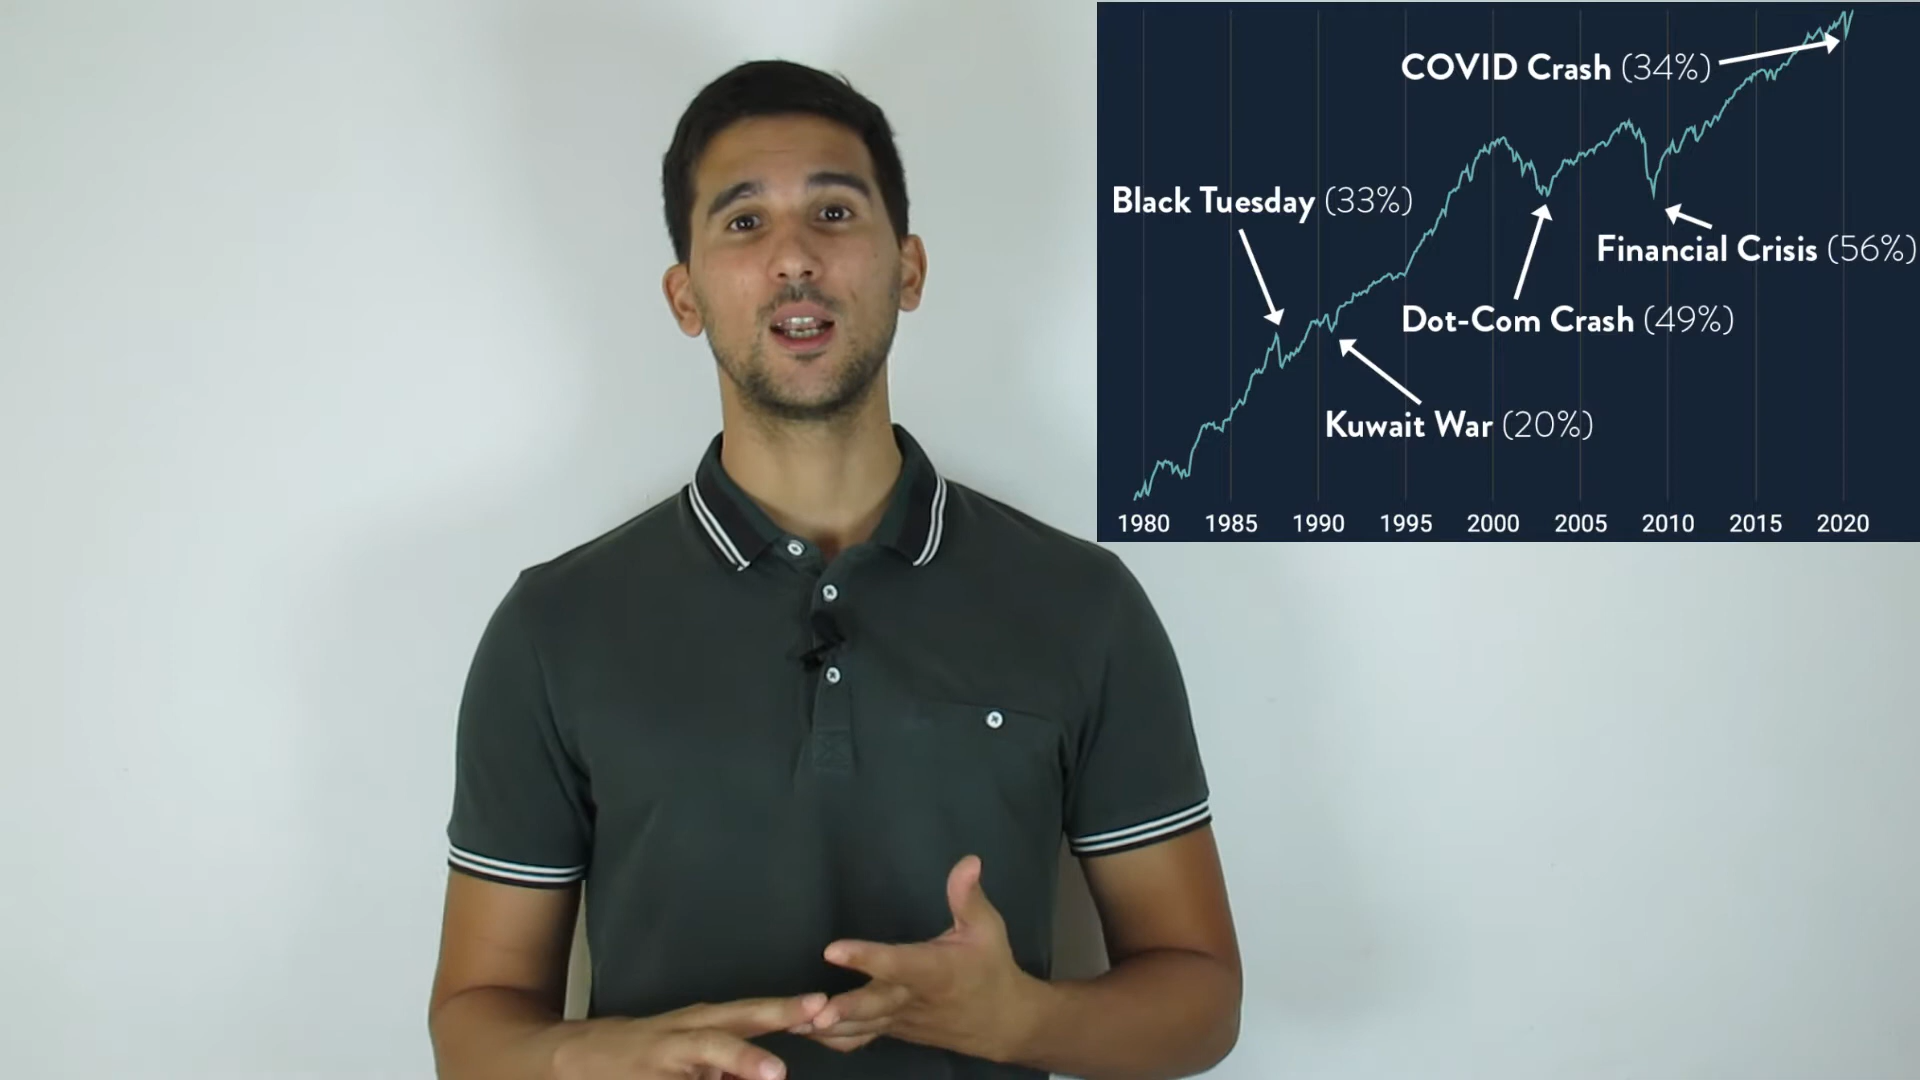 COVID Crash (34%)
Black Tuesday (33%)
Financial Crisis (56%)
Dot-Com Crash (49%)
Kuwait War (20%)
1980 1985 1990 1995 2000 2005 2010 2015 2020